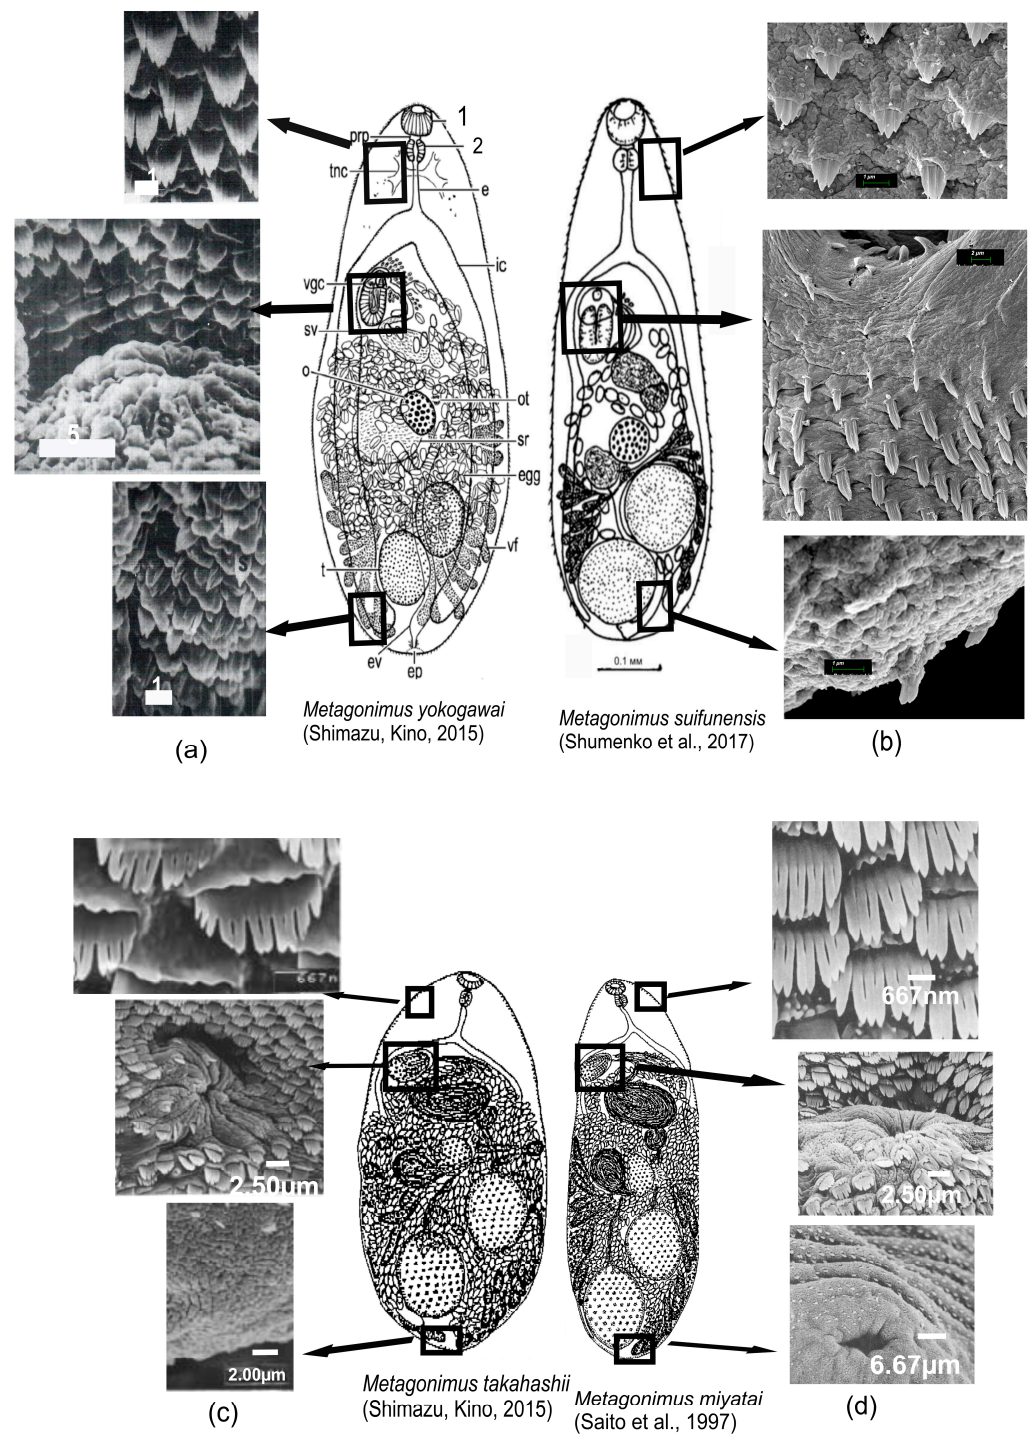 1
prp
2
tnc
e
1 µm
vgc
ic
2 µm
sv
o
ot
VS
5
sr
egg
S
vf
t
1
ev
ep
0.1 мм
1 µm
Metagonimus yokogawai
(Shimazu, Kino, 2015)
Metagonimus suifunensis
(Shumenko et al., 2017)
(a)
(b)
667n
667nm
2.50µm
2.50µm
2.00µm
6.67µm
Metagonimus takahashii
(Shimazu, Kino, 2015)
Metagonimus miyatai
(Saito et al., 1997)
(c)
(d)